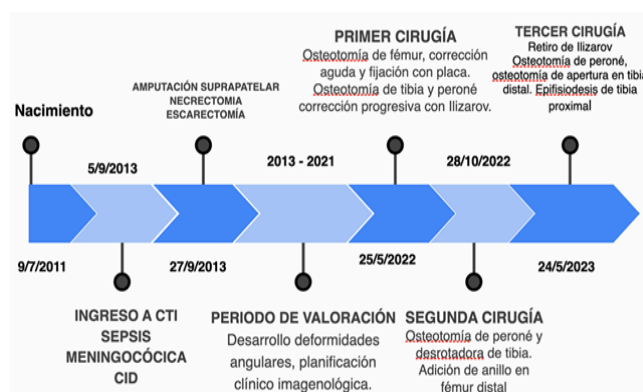 PRIMER CIRUGÍA
Osteotomía de fémur, corrección
aguda y fijación con placa.
Osteotomía de tibia y peroné
corrección progresiva con Ilizarov.
TERCER CIRUGÍA
Retiro de Ilizarov
Osteotomía de peroné,
osteotomía de apertura en tibia
distal. Epifisiodesis de tibia
proximal
AMPUTACIÓN SUPRAPATELAR
NECRECTOMIA
ESCARECTOMÍA
Nacimiento
5/9/2013
2013 - 2021
28/10/2022
9/7/2011
27/9/2013
25/5/2022
24/5/2023
INGRESO A CTI
SEPSIS
MENINGOCÓCICA
CID
PERIODO DE VALORACIÓN
Desarrollo deformidades
angulares, planificación
clínico imagenológica.
SEGUNDA CIRUGÍA
Osteotomía de peroné y
desrotadora de tibia.
Adición de anillo en
fémur distal